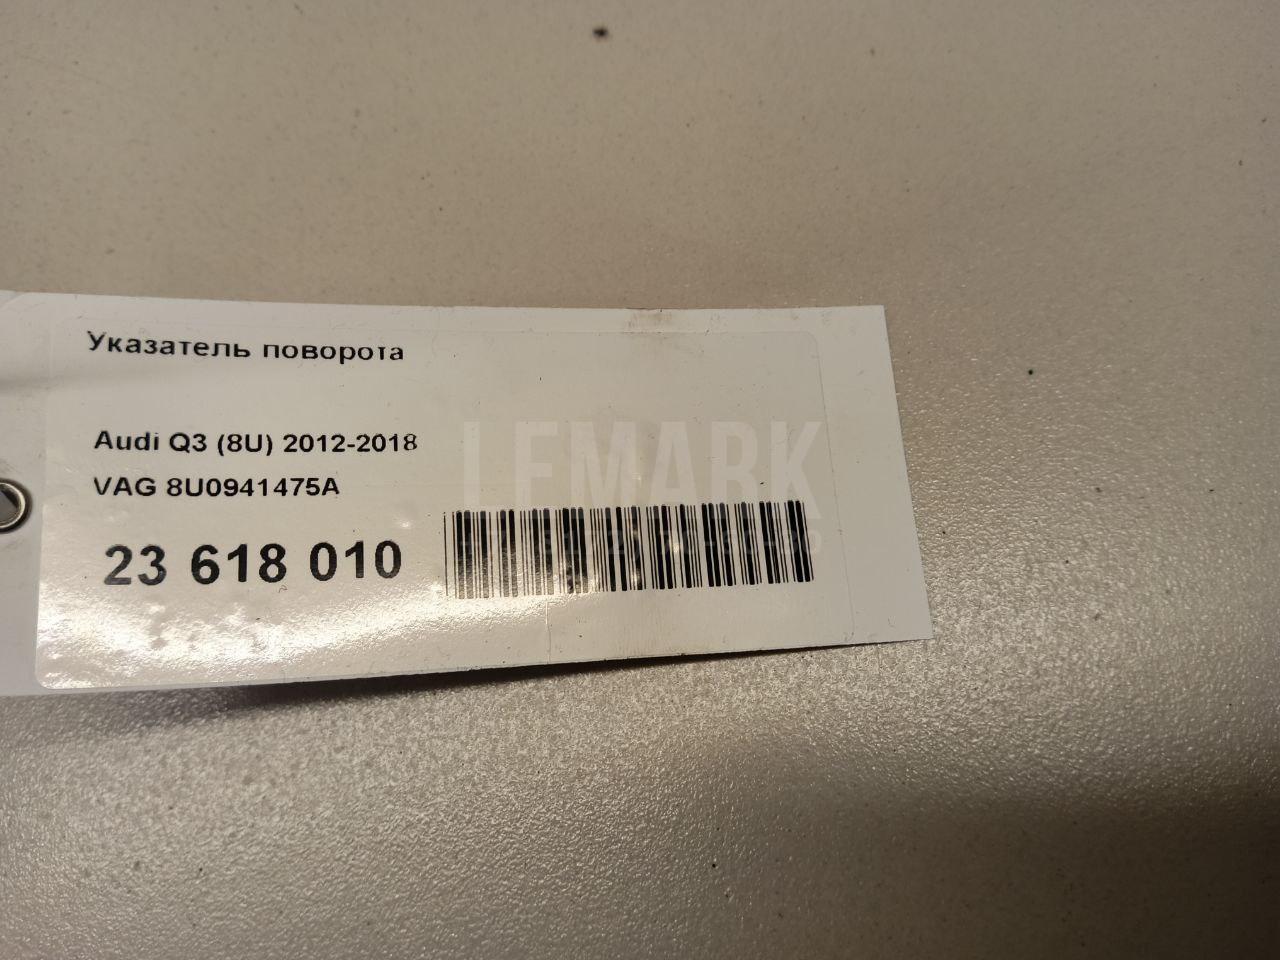 Указатель поворота
Audi Q3 (8U) 2012-2018
VAG 8U0941475A
23 618 010
LEMARK